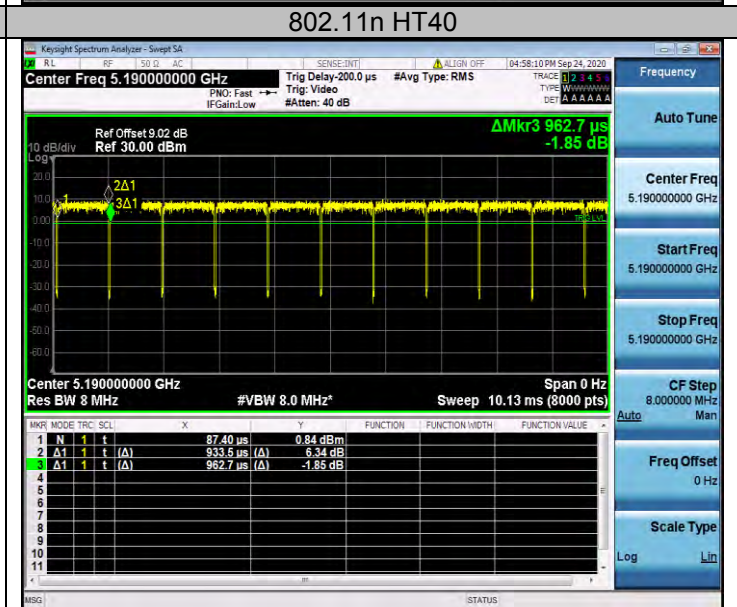 802.11n HT40
Keysight Spectrum Analyzer - Swept SA
RL RF 50 Ω AC SENSE:INT ALIGN OFF 04:58:10 PM Sep 24, 2020
Center Freq 5.190000000 GHz Trig Delay-200.0 µs #Avg Type: RMS TRACE 1 2 3 4 5 6
PNO: Fast Trig: Video TYPE W
IFGain:Low #Atten: 40 dB DET A A A A A A
Frequency
Auto Tune
Ref Offset 9.02 dB ΔMkr3 962.7 µs
10 dB/div Ref 30.00 dBm -1.85 dB
Log
20.0
10.0
0.00
-10.0
-20.0
-30.0
-40.0
-50.0
-60.0
1 2Δ1
3Δ1
TRIG LVL
Center Freq
5.190000000 GHz
Start Freq
5.190000000 GHz
Stop Freq
5.190000000 GHz
Center 5.190000000 GHz Span 0 Hz
Res BW 8 MHz #VBW 8.0 MHz* Sweep 10.13 ms (8000 pts)
CF Step
8.000000 MHz
Auto Man
MKR MODE TRC SCL X Y FUNCTION FUNCTION WIDTH FUNCTION VALUE
1 N 1 t 87.40 µs 0.84 dBm
2 Δ1 1 t (Δ) 933.5 µs (Δ) 6.34 dB
3 Δ1 1 t (Δ) 962.7 µs (Δ) -1.85 dB
4
5
6
7
8
9
10
11
Freq Offset
0 Hz
Scale Type
Log Lin
MSG STATUS